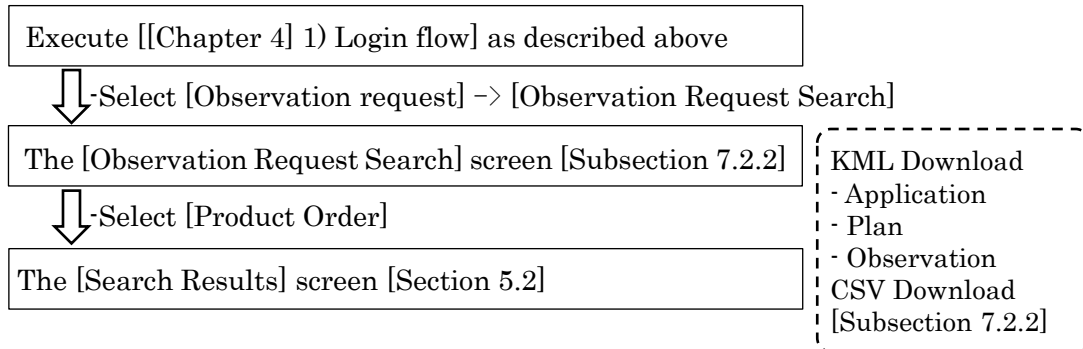 Execute [[Chapter 4] 1) Login flow] as described above
-Select [Observation request] -> [Observation Request Search]
The [Observation Request Search] screen [Subsection 7.2.2]
-Select [Product Order]
The [Search Results] screen [Section 5.2]
KML Download
- Application
- Plan
- Observation
CSV Download
[Subsection 7.2.2]